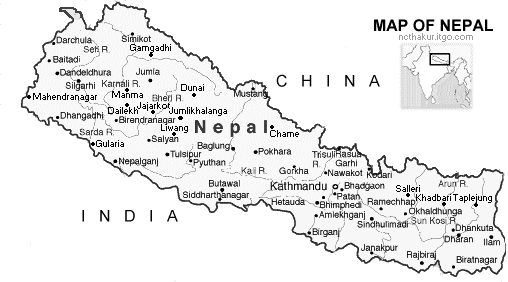 MAP OF NEPAL
ncthakur.itgo.com
CHINA
INDIA
Nepal
Simikot
Darchula
Seti R.
Gamgadhi
Baitadi
Dandeldhura
Jumla
Silgarhi
Karnali R.
Dunai
Mahendranagar
Manma
Bheri R.
Mustang
Dailekh
Jajarkot
Jumlikhalanga
Dhangadhi
Birendranagar
Sarda R.
Liwang
Chame
Salyan
Gularia
Baglung
Pokhara
Trisuli
Rasua
Garhi
Tulsipur
Nepalganj
Pyuthan
Kali R.
Gorkha
Nawakot
Kodari
Kathmandu
Bhadgaon
Salleri
Arun R.
Butawal
Patan
Khadbari
Taplejung
Siddharthanagar
Hetauda
Bhimphedi
Ramechhap
Okhaldhunga
Amlekhganj
Sindhulimadi
Sun Kosi R.
Dhankuta
Birganj
Dharan
Ilam
Janakpur
Rajbiraj
Biratnagar